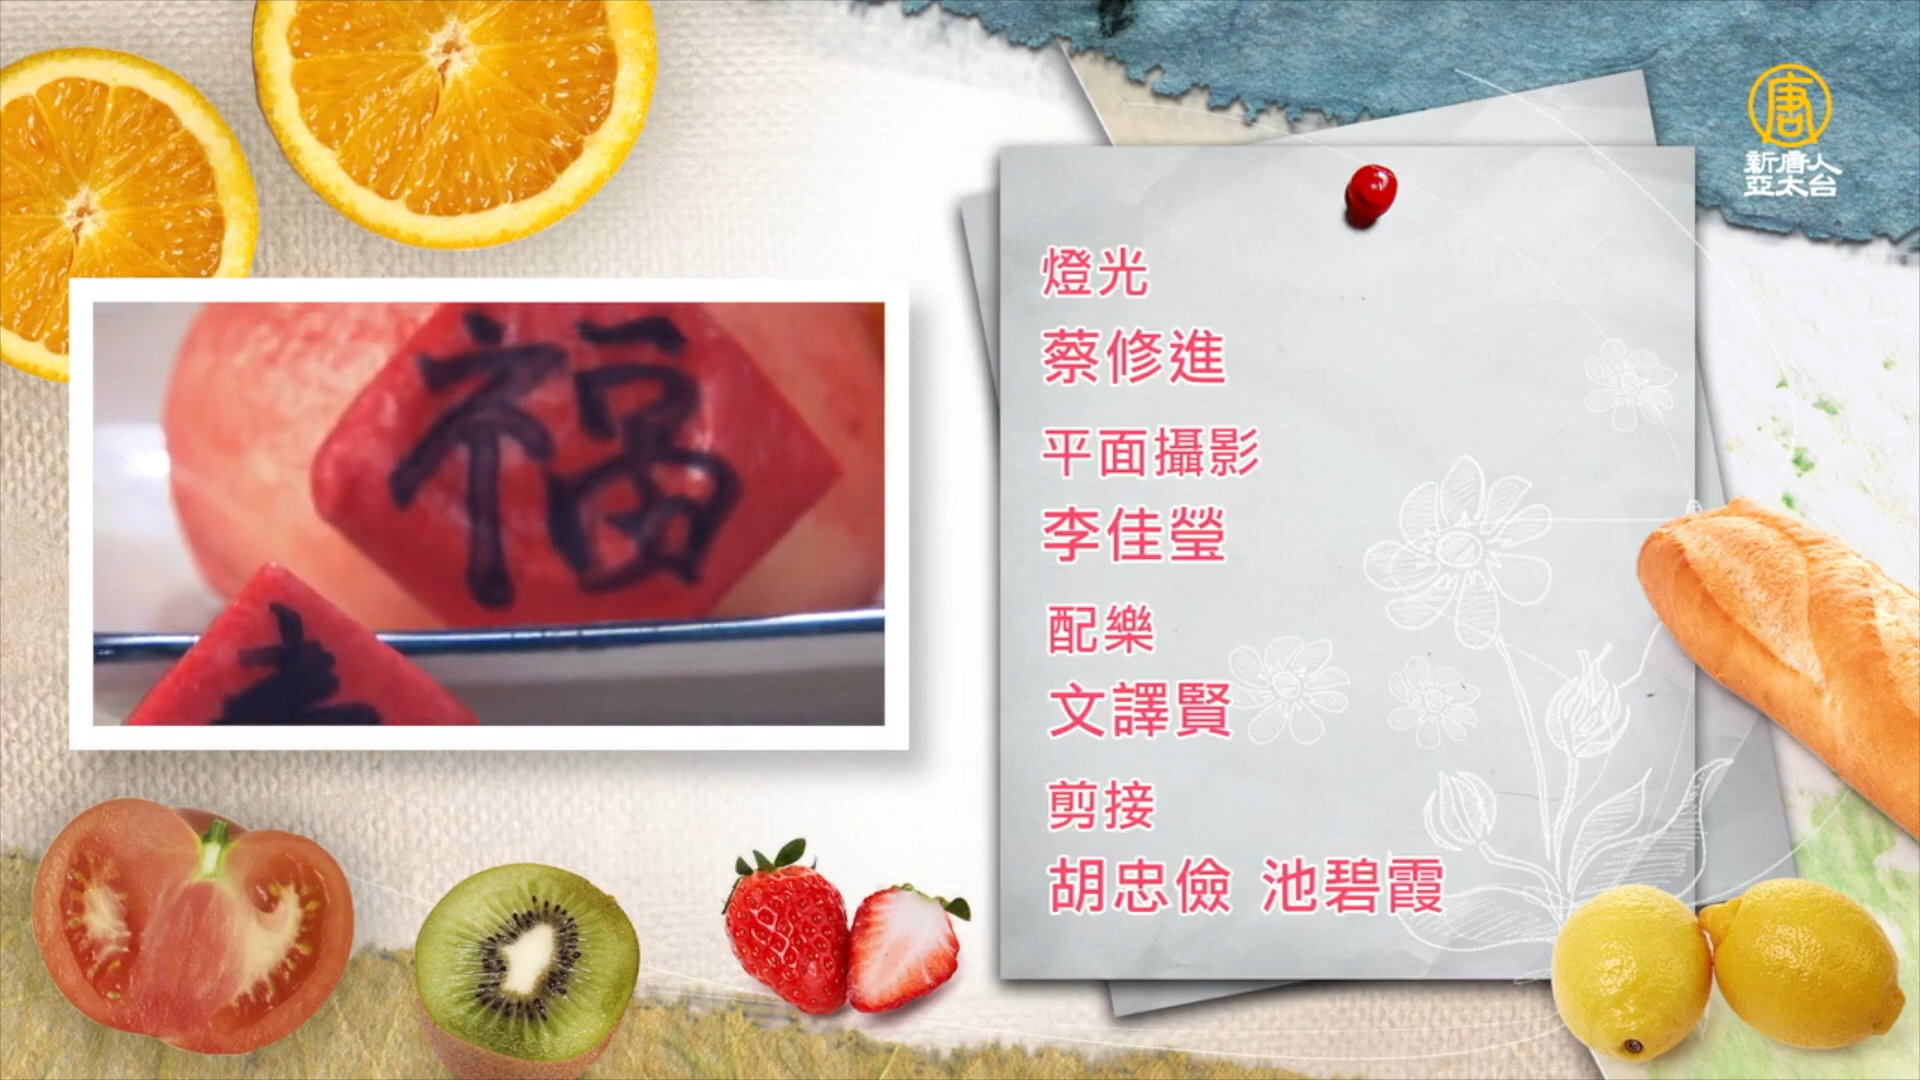 福
唐
新唐人
亞太台
燈光
蔡修進
平面攝影
李佳瑩
配樂
文譯賢
剪接
胡忠儉 池碧霞